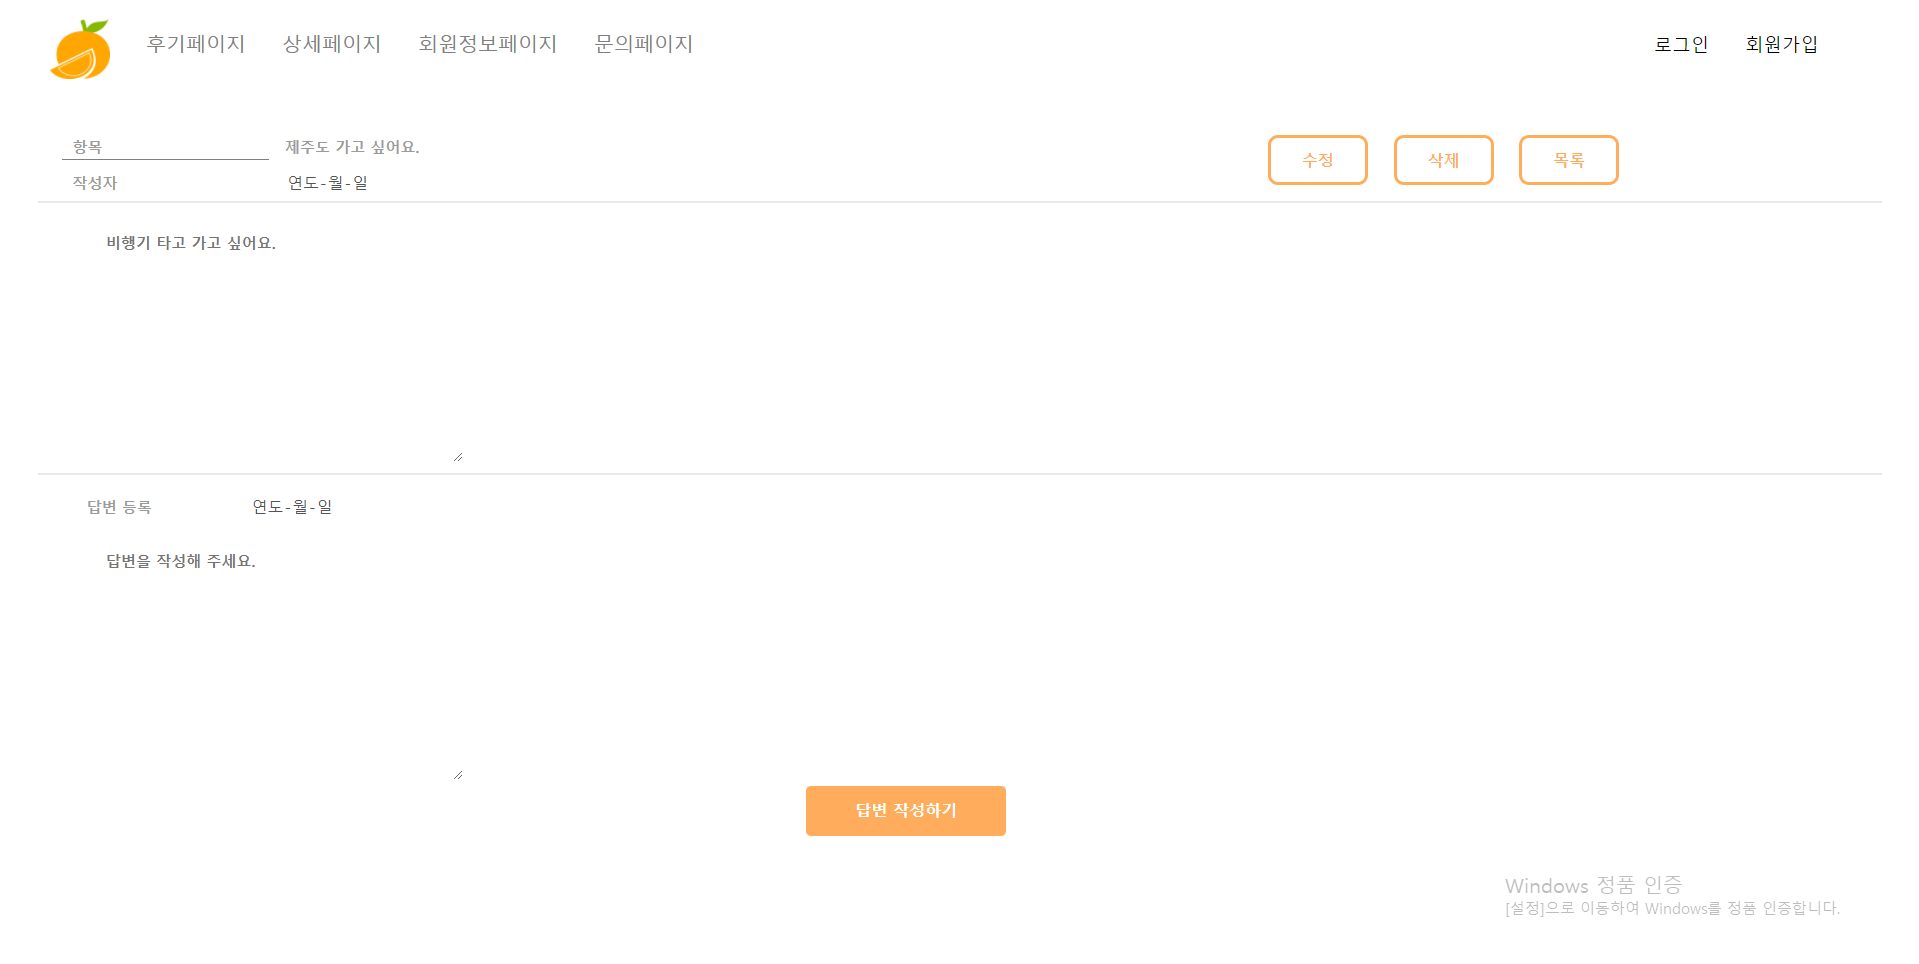 후기페이지 상세페이지 회원정보페이지 문의페이지 로그인 회원가입
항목 제주도 가고 싶어요.
수정 삭제 목록
작성자 연도-월-일
비행기 타고 가고 싶어요.
답변 등록 연도-월-일
답변을 작성해 주세요.
답변 작성하기
Windows 정품 인증
[설정]으로 이동하여 Windows를 정품 인증합니다.